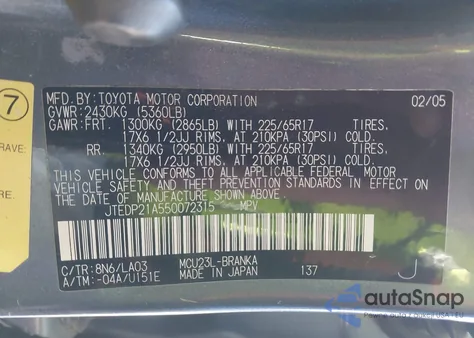 7
RAVE:
:
MFD.BY:TOYOTA MOTOR CORPORATION 02/05
GVWR:2430KG (5360LB)
GAWR:FRT. 1300KG (2865LB) WITH 225/65R17 TIRES,
17X6 1/2JJ RIMS, AT 210KPA (30PSI) COLD.
RR 1340KG (2950LB) WITH 225/65R17 TIRES,
17X6 1/2JJ RIMS, AT 210KPA (30PSI) COLD.
THIS VEHICLE CONFORMS TO ALL APPLICABLE FEDERAL MOTOR
VEHICLE SAFETY AND THEFT PREVENTION STANDARDS IN EFFECT ON
THE DATE OF MANUFACTURE SHOWN ABOVE.
JTEDP21A550072315 MPV
C/TR:8N6/LA03 MCU23L-BRANKA
A/TM:-04A/U151E MADE IN JAPAN 137 J
autoSnap